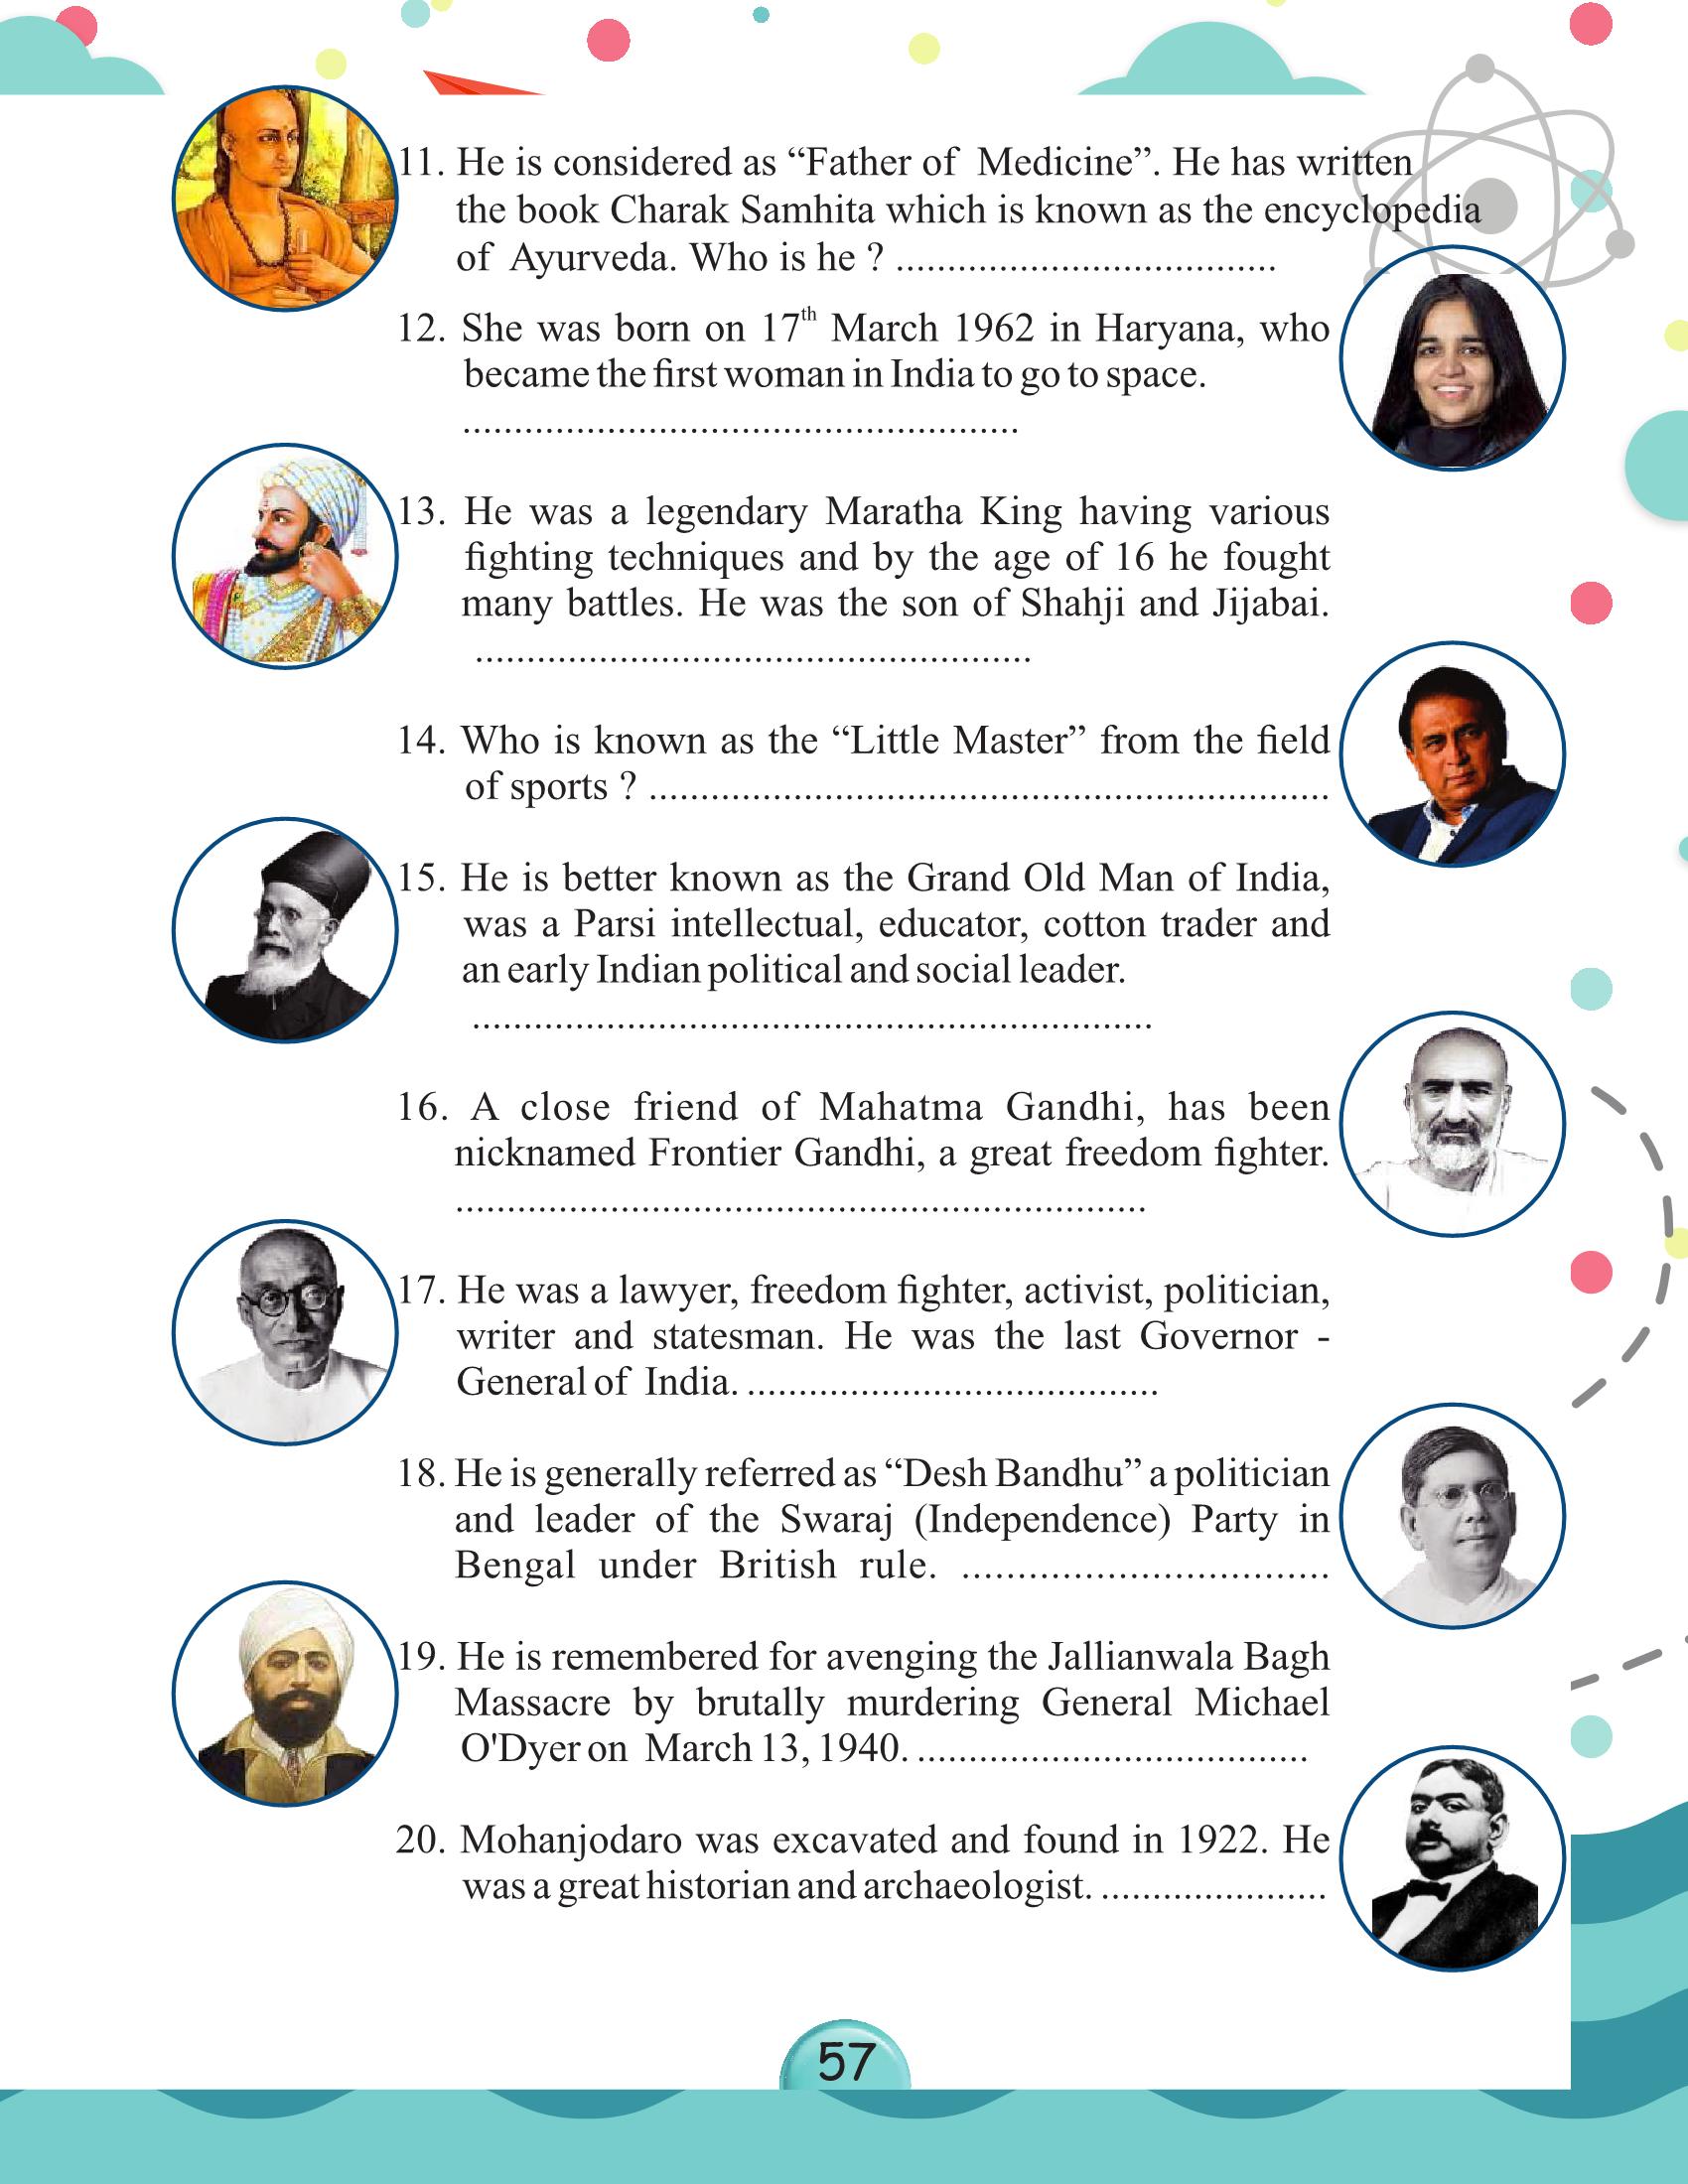 11. He is considered as “Father of Medicine”. He has written
the book Charak Samhita which is known as the encyclopedia
of Ayurveda. Who is he ? .....................................
12. She was born on 17th March 1962 in Haryana, who
became the first woman in India to go to space.
......................................................
13. He was a legendary Maratha King having various
fighting techniques and by the age of 16 he fought
many battles. He was the son of Shahji and Jijabai.
......................................................
14. Who is known as the “Little Master” from the field
of sports ? ..................................................................
15. He is better known as the Grand Old Man of India,
was a Parsi intellectual, educator, cotton trader and
an early Indian political and social leader.
..................................................................
16. A close friend of Mahatma Gandhi, has been
nicknamed Frontier Gandhi, a great freedom fighter.
...................................................................
17. He was a lawyer, freedom fighter, activist, politician,
writer and statesman. He was the last Governor -
General of India. ........................................
18. He is generally referred as “Desh Bandhu” a politician
and leader of the Swaraj (Independence) Party in
Bengal under British rule. ....................................
19. He is remembered for avenging the Jallianwala Bagh
Massacre by brutally murdering General Michael
O'Dyer on March 13, 1940. ......................................
20. Mohanjodaro was excavated and found in 1922. He
was a great historian and archaeologist. ......................
57